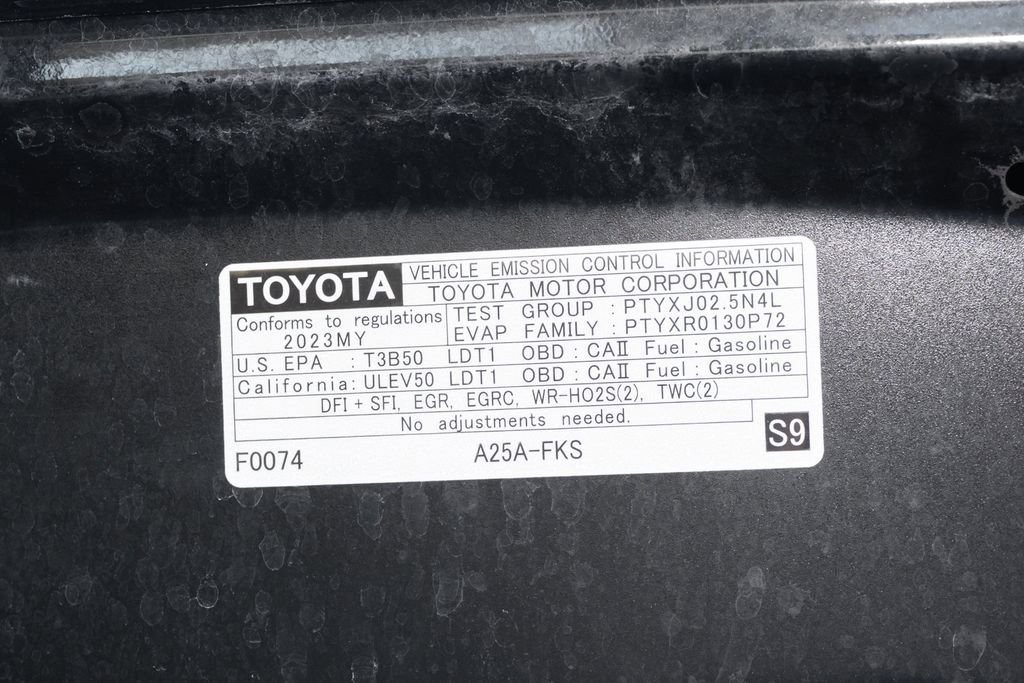 TOYOTA VEHICLE EMISSION CONTROL INFORMATION
TOYOTA MOTOR CORPORATION
Conforms to regulations
2023MY
TEST GROUP : PTYXJ02.5N4L
EVAP FAMILY : PTYXR0130P72
U.S. EPA : T3B50 LDT1 OBD : CAⅡ Fuel : Gasoline
California: ULEV50 LDT1 OBD : CAⅡ Fuel : Gasoline
DFI + SFI, EGR, EGRC, WR-HO2S(2), TWC(2)
No adjustments needed.
F0074 A25A-FKS S9